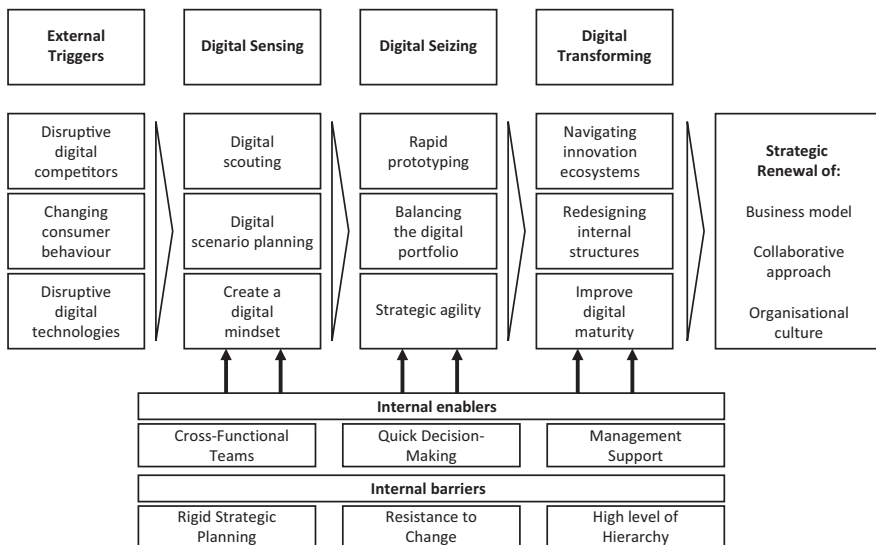 External
Triggers
Digital Sensing
Digital Seizing
Digital
Transforming
Disruptive
digital
competitors
Changing
consumer
behaviour
Disruptive
digital
technologies
Digital
scouting
Digital
scenario planning
Create a
digital
mindset
Rapid
prototyping
Balancing
the digital
portfolio
Strategic agility
Navigating
innovation
ecosystems
Redesigning
internal
structures
Improve
digital
maturity
Strategic
Renewal of:
Business model
Collaborative
approach
Organisational
culture
Internal enablers
Cross-Functional
Teams
Quick Decision-
Making
Management
Support
Internal barriers
Rigid Strategic
Planning
Resistance to
Change
High level of
Hierarchy